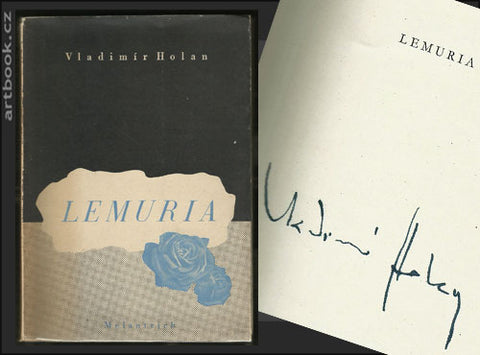 artbook.cz
Vladimír Holan
LEMURIA
Melantrich
LEMURIA
Vladimír Holan